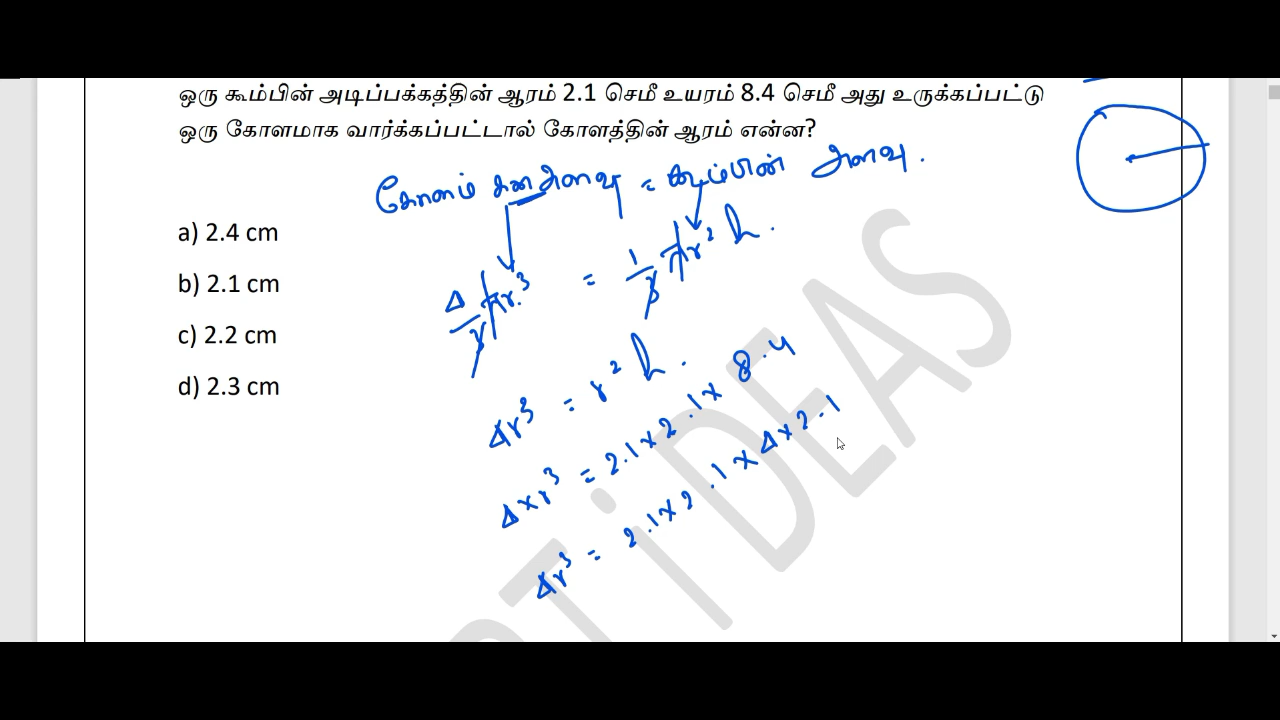 ஒரு கூம்பின் அடிப்பக்கத்தின் ஆரம் 2.1 செமீ உயரம் 8.4 செமீ அது உருக்கப்பட்டு
ஒரு கோளமாக வார்க்கப்பட்டால் கோளத்தின் ஆரம் என்ன?
கோளம் கனஅளவு = கூம்பின் அளவு.
a) 2.4 cm
b) 2.1 cm
c) 2.2 cm
d) 2.3 cm
4/3 πr³ = 1/3 πr² h.
4r³ = r² h.
4×r³ = 2.1×2.1× 8.4
4r³ = 2.1×2.1×4×2.1
RT iDEAS